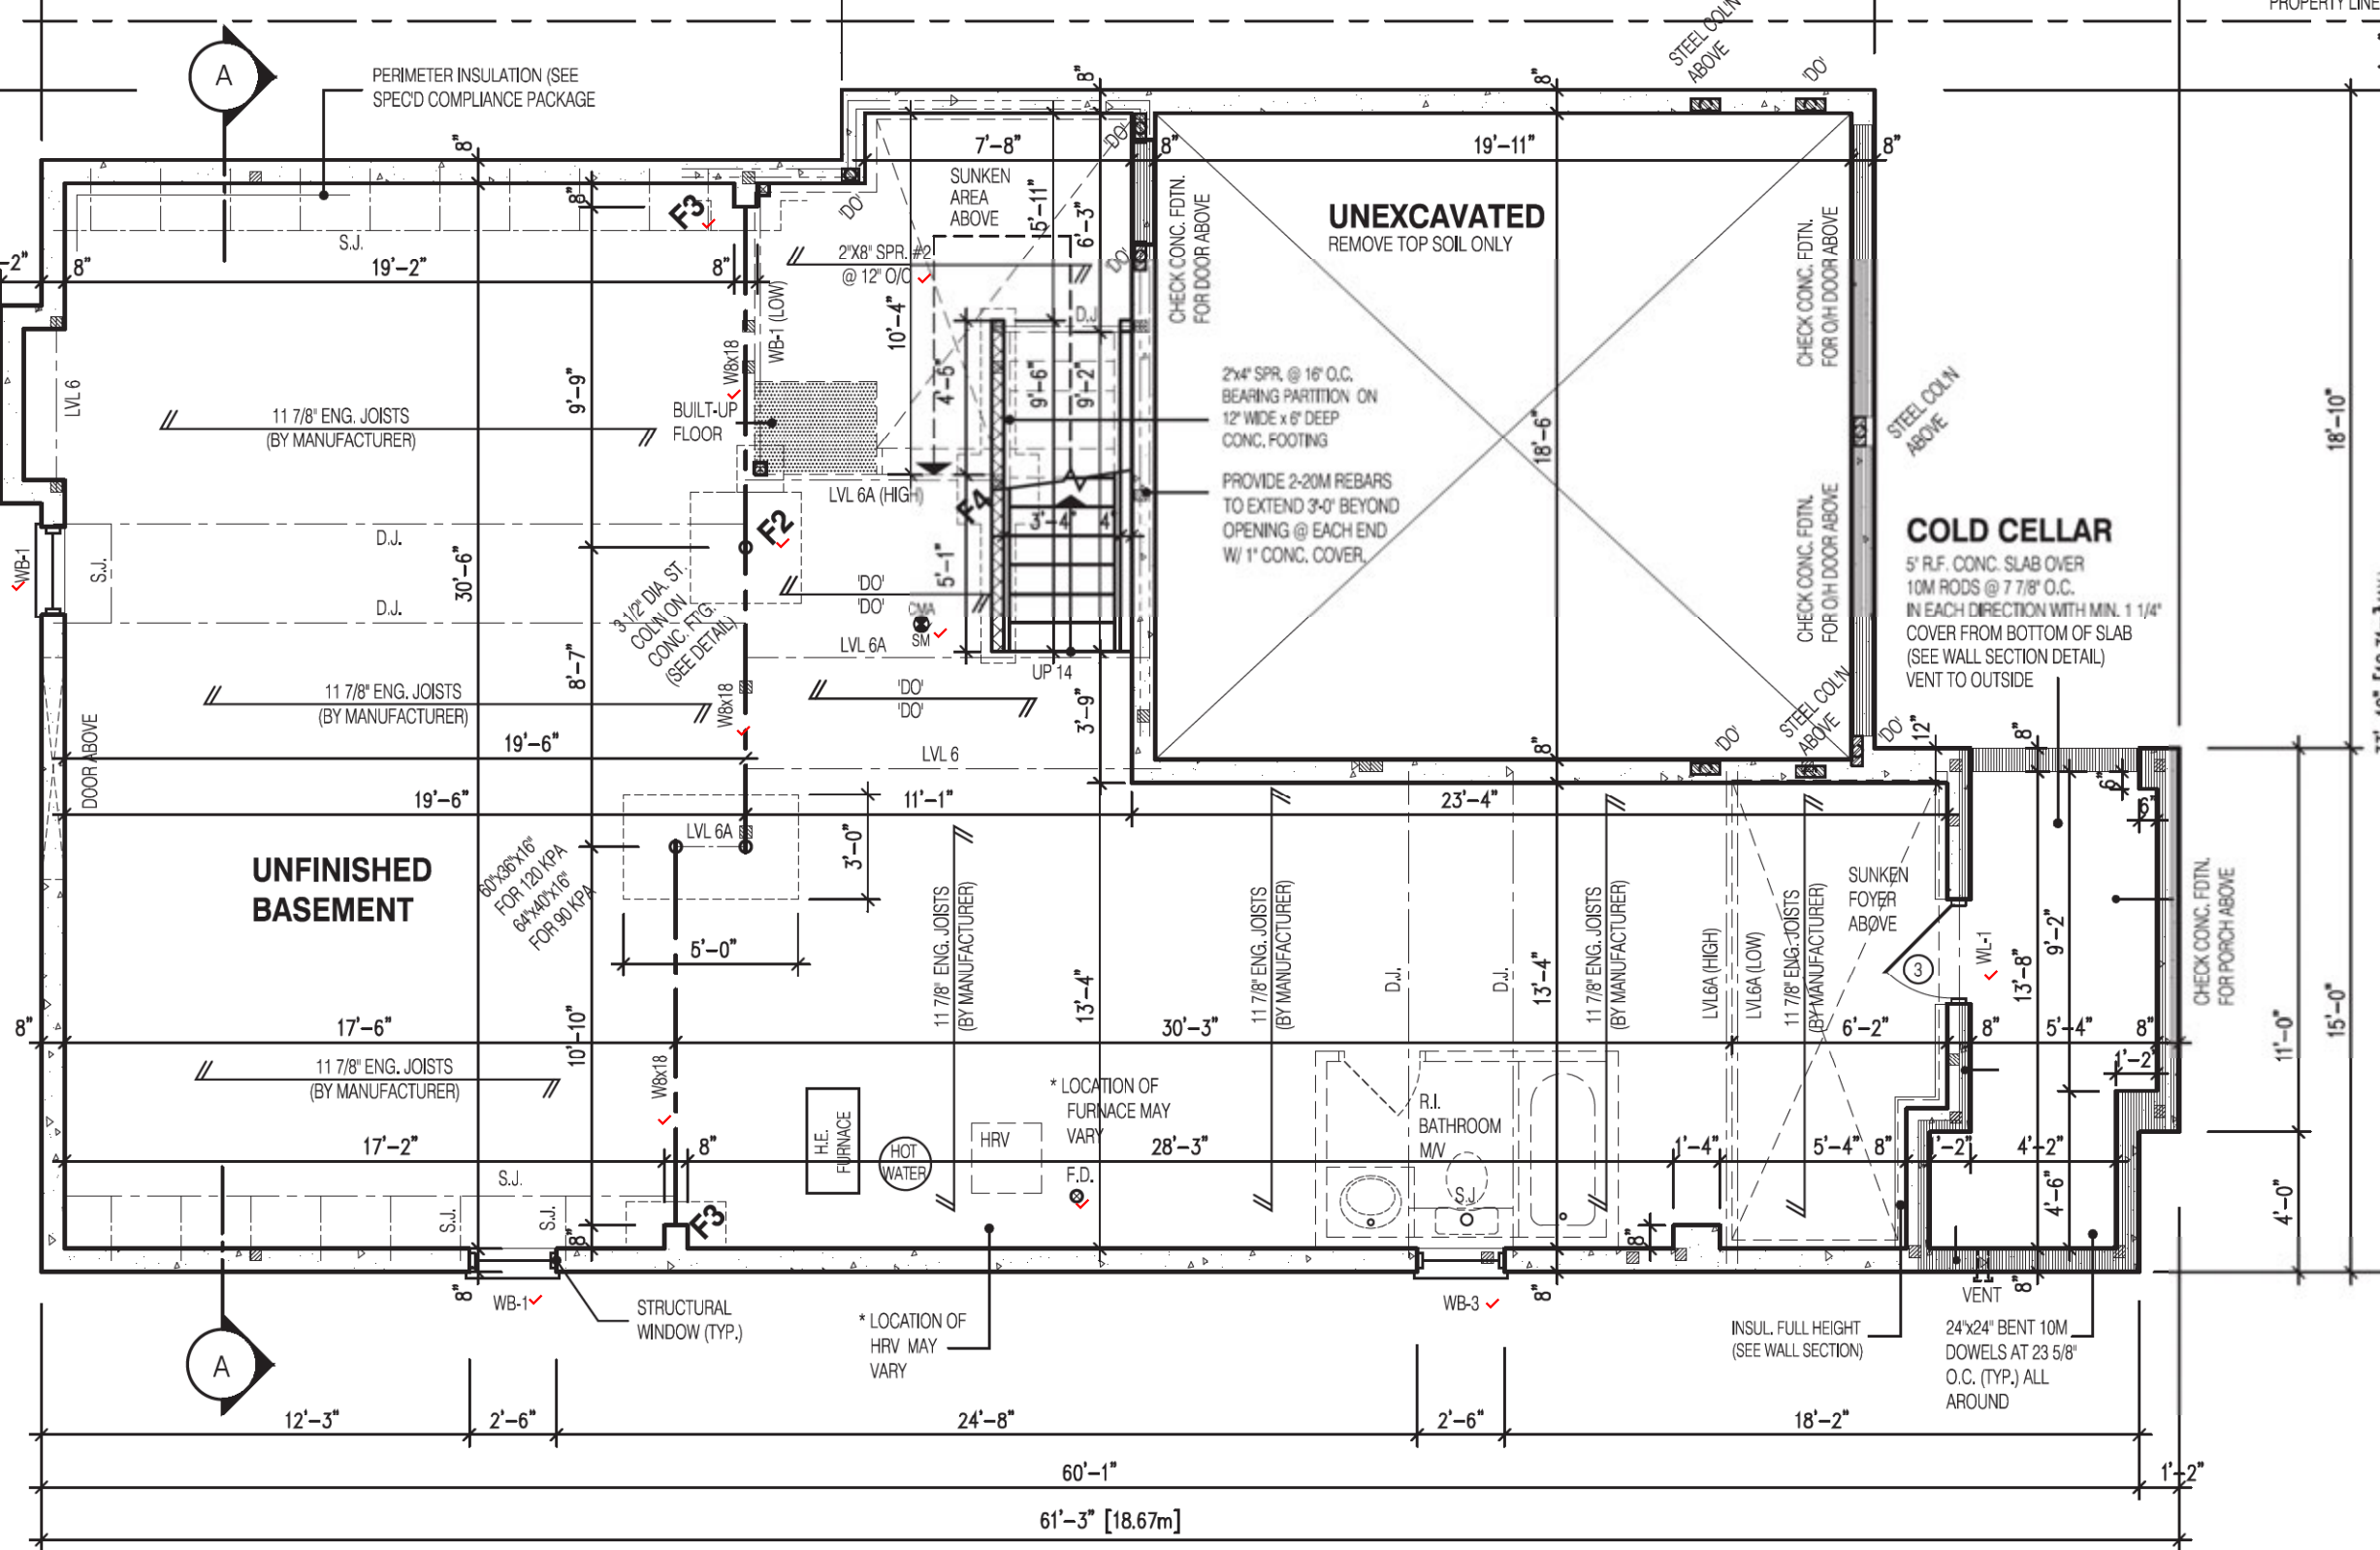 PROPERTY LINE
STEEL COLN
ABOVE
'DO'
A
PERIMETER INSULATION (SEE
SPEC'D COMPLIANCE PACKAGE
8"
8"
8"
7'-8"
8"
19'-11"
8"
'DO'
SUNKEN
AREA
ABOVE
5'-11"
6'-3"
UNEXCAVATED
REMOVE TOP SOIL ONLY
CHECK CONC. FDTN.
FOR DOOR ABOVE
CHECK CONC. FDTN.
FOR O/H DOOR ABOVE
8"
F3
'DO'
S.J.
8"
19'-2"
8"
2"X8" SPR. #2
@ 12" O/C
'DO'
D.J
WB-1 (LOW)
10'-4"
W8x18
LVL 6
9'-9"
4'-6"
9'-6"
9'-2"
2"x4" SPR. @ 16" O.C.
BEARING PARTITION ON
12" WIDE x 6" DEEP
CONC. FOOTING
18'-6"
STEEL COLN
ABOVE
18'-10"
11 7/8" ENG. JOISTS
(BY MANUFACTURER)
BUILT-UP
FLOOR
LVL 6A (HIGH)
F4
PROVIDE 2-20M REBARS
TO EXTEND 3'-0" BEYOND
OPENING @ EACH END
W/ 1" CONC. COVER.
CHECK CONC. FDTN.
FOR O/H DOOR ABOVE
COLD CELLAR
5" R.F. CONC. SLAB OVER
10M RODS @ 7 7/8" O.C.
IN EACH DIRECTION WITH MIN. 1 1/4"
COVER FROM BOTTOM OF SLAB
(SEE WALL SECTION DETAIL)
VENT TO OUTSIDE
F2
3'-4"
4"
WB-1
S.J.
D.J.
D.J.
30'-6"
5'-1"
'DO'
'DO'
CMA
SM
3 1/2" DIA. ST.
COLN ON
CONC. FTG.
(SEE DETAIL)
8'-7"
LVL 6A
UP 14
11 7/8" ENG. JOISTS
(BY MANUFACTURER)
W8x18
'DO'
'DO'
3'-9"
STEEL COLN
ABOVE
'DO'
'DO'
12"
8"
8"
DOOR ABOVE
19'-6"
LVL 6
19'-6"
11'-1"
23'-4"
6"
6"
LVL 6A
3'-0"
UNFINISHED
BASEMENT
60"x36"x16"
FOR 120 KPA
64"x40"x16"
FOR 90 KPA
5'-0"
11 7/8" ENG. JOISTS
(BY MANUFACTURER)
13'-4"
11 7/8" ENG. JOISTS
(BY MANUFACTURER)
D.J.
D.J.
13'-4"
11 7/8" ENG. JOISTS
(BY MANUFACTURER)
LVL6A (HIGH)
LVL6A (LOW)
11 7/8" ENG. JOISTS
(BY MANUFACTURER)
SUNKEN
FOYER
ABOVE
3
WL-1
13'-8"
9'-2"
CHECK CONC. FDTN.
FOR PORCH ABOVE
11'-0"
15'-0"
8"
17'-6"
10'-10"
30'-3"
6'-2"
8"
5'-4"
8"
1'-2"
11 7/8" ENG. JOISTS
(BY MANUFACTURER)
W8x18
H.E.
FURNACE
HOT
WATER
HRV
* LOCATION OF
FURNACE MAY
VARY
F.D.
R.I.
BATHROOM
M/V
17'-2"
8"
28'-3"
1'-4"
5'-4"
8"
1'-2"
4'-2"
S.J.
S.J.
S.J.
F3
S.J
4'-6"
4'-0"
8"
8"
8"
WB-1
STRUCTURAL
WINDOW (TYP.)
* LOCATION OF
HRV MAY
VARY
WB-3
8"
8"
VENT
INSUL. FULL HEIGHT
(SEE WALL SECTION)
24"x24" BENT 10M
DOWELS AT 23 5/8"
O.C. (TYP.) ALL
AROUND
A
12'-3"
2'-6"
24'-8"
2'-6"
18'-2"
60'-1"
1'-2"
61'-3" [18.67m]